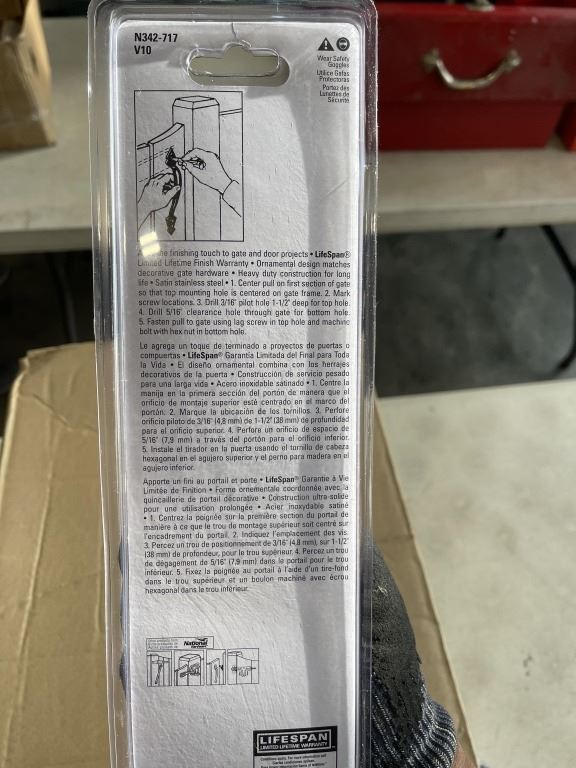 N342-717
V10
Wear Safety
Goggles
Utilice Gafas
Protectoras
Portez des
Lunettes de
Sécurité
the finishing touch to gate and door projects • LifeSpan®
Limited Lifetime Finish Warranty • Ornamental design matches
decorative gate hardware • Heavy duty construction for long
life • Satin stainless steel • 1. Center pull on first section of gate
so that top mounting hole is centered on gate frame. 2. Mark
screw locations. 3. Drill 3/16" pilot hole 1-1/2" deep for top hole.
4. Drill 5/16" clearance hole through gate for bottom hole.
5. Fasten pull to gate using lag screw in top hole and machine
bolt with hex nut in bottom hole.
Le agrega un toque de terminado a proyectos de puertas o
compuertas • LifeSpan® Garantía Limitada del Final para Toda
la Vida • El diseño ornamental combina con los herrajes
decorativos de la puerta • Construcción de servicio pesado
para una larga vida • Acero inoxidable satinado • 1. Centre la
manija en la primera sección del portón de manera que el
orificio de montaje superior esté centrado en el marco del
portón. 2. Marque la ubicación de los tornillos. 3. Perfore
orificio piloto de 3/16" (4,8 mm) de 1-1/2" (38 mm) de profundidad
para el orificio superior. 4. Perfore un orificio de espacio de
5/16" (7,9 mm) a través del portón para el orificio inferior.
5. Instale el tirador en la puerta usando el tornillo de cabeza
hexagonal en el agujero superior y el perno para madera en el
agujero inferior.
Apporte un fini au portail et porte • LifeSpan® Garantie à Vie
Limitée de Finition • Forme ornementale coordonnée avec la
quincaillerie de portail décorative • Construction ultra-solide
pour une utilisation prolongée • Acier inoxydable satiné
• 1. Centrez la poignée sur la première section du portail de
manière à ce que le trou de montage supérieur soit centré sur
l'encadrement du portail. 2. Indiquez l'emplacement des vis.
3. Percez un trou de positionnement de 3/16" (4,8 mm), sur 1-1/2"
(38 mm) de profondeur, pour le trou supérieur. 4. Percez un trou
de dégagement de 5/16" (7,9 mm) dans le portail pour le trou
inférieur. 5. Fixez la poignée au portail à l'aide d'un tire-fond
dans le trou supérieur et un boulon machiné avec écrou
hexagonal dans le trou inférieur.
National
LIFESPAN
LIMITED LIFETIME WARRANTY